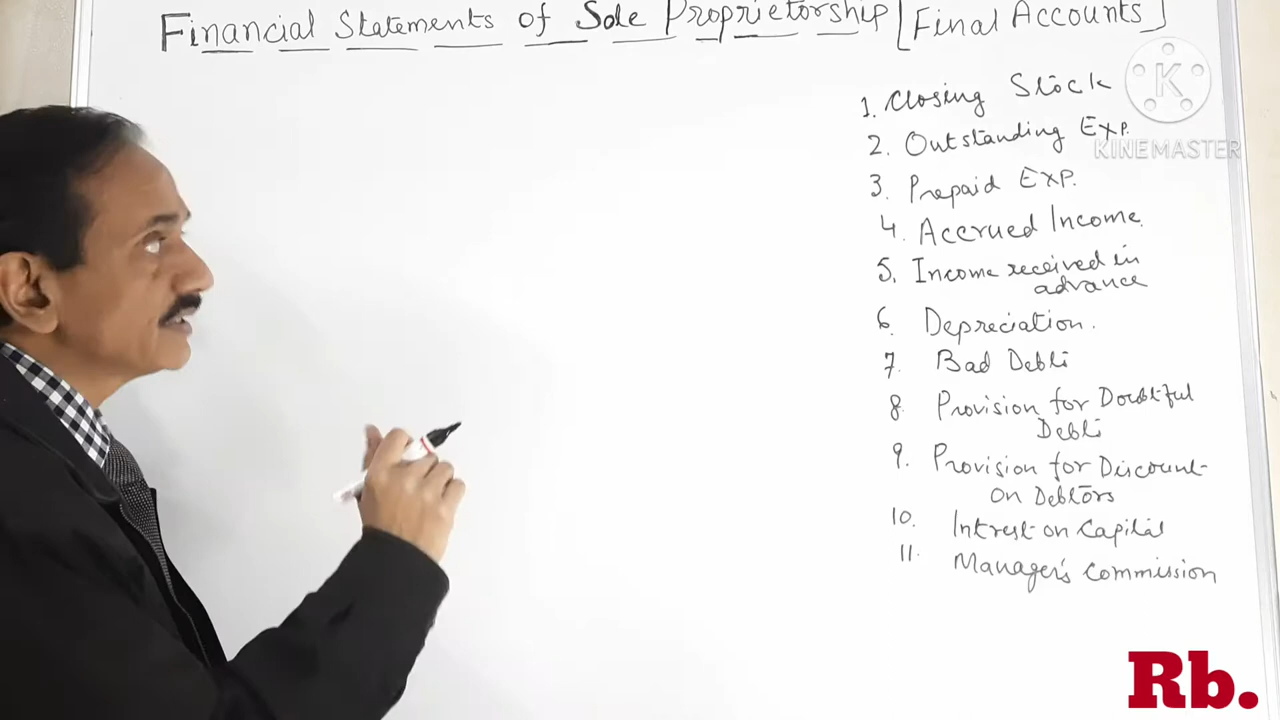 Financial Statements of Sole Proprietorship [Final Accounts]
1. Closing Stock
2. Outstanding Exp.
3. Prepaid Exp.
4. Accrued Income.
5. Income received in
advance
6. Depreciation.
7. Bad Debts
8. Provision for Doubtful
Debts
9. Provision for Discount
on Debtors
10. Interest on Capital
11. Manager's Commission
K
KINEMASTER
Rb.